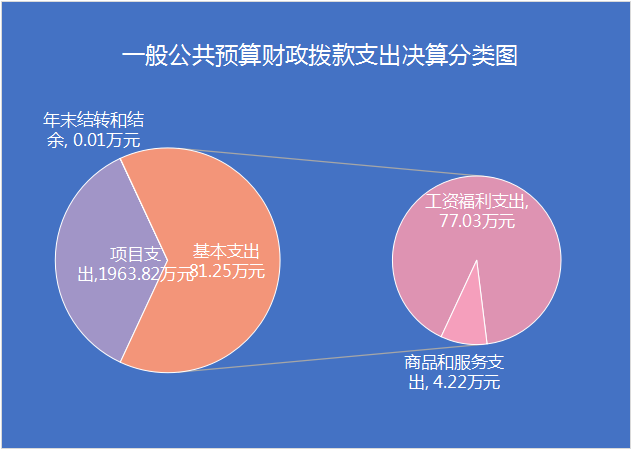 一般公共预算财政拨款支出决算分类图
年末结转和结
余, 0.01万元
项目支
出,1963.82万元
基本支出
81.25万元
工资福利支出,
77.03万元
商品和服务支
出, 4.22万元